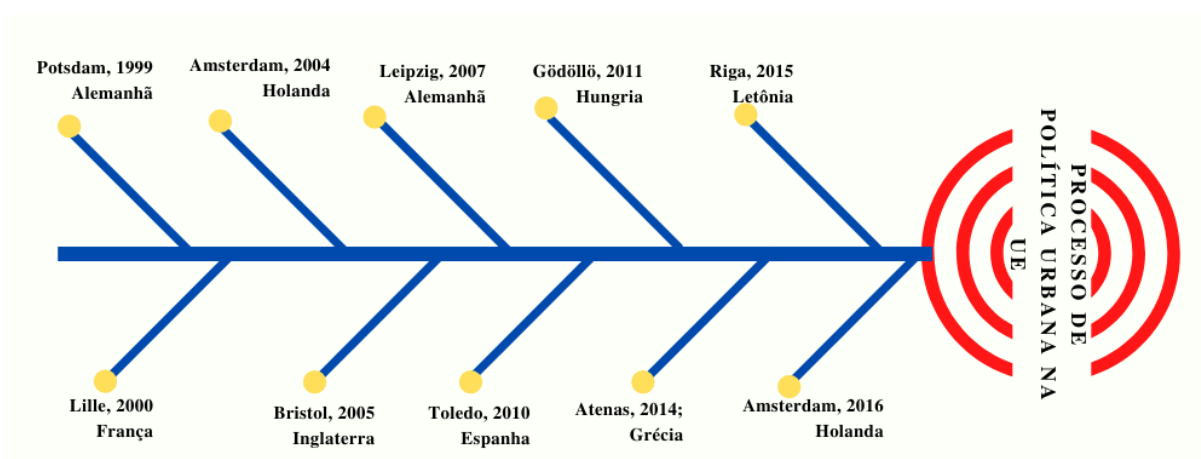 Potsdam, 1999
Alemanhã
Amsterdam, 2004
Holanda
Leipzig, 2007
Alemanhã
Gödöllö, 2011
Hungria
Riga, 2015
Letônia
PROCESSO DE
POLÍTICA URBANA NA
UE
Lille, 2000
França
Bristol, 2005
Inglaterra
Toledo, 2010
Espanha
Atenas, 2014;
Grécia
Amsterdam, 2016
Holanda